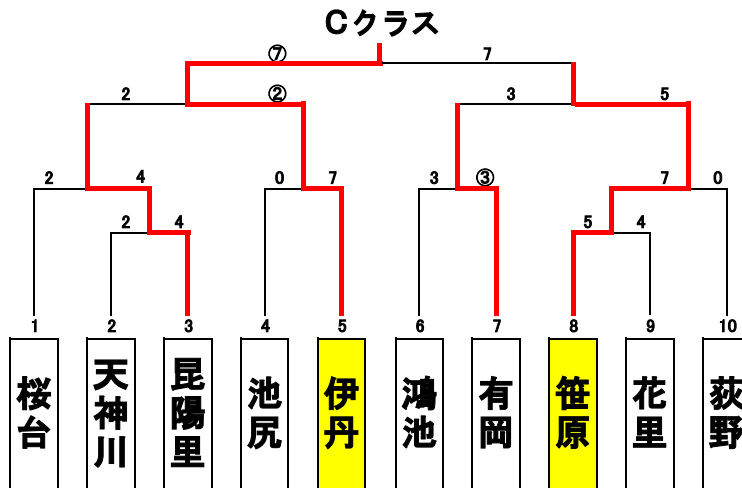 Cクラス
⑦ 7
2 ② 3 5
2 4 0 7 3 ③ 7 0
2 4 5 4
1 2 3 4 5 6 7 8 9 10
桜台
天神川
昆陽里
池尻
伊丹
鴻池
有岡
笹原
花里
荻野